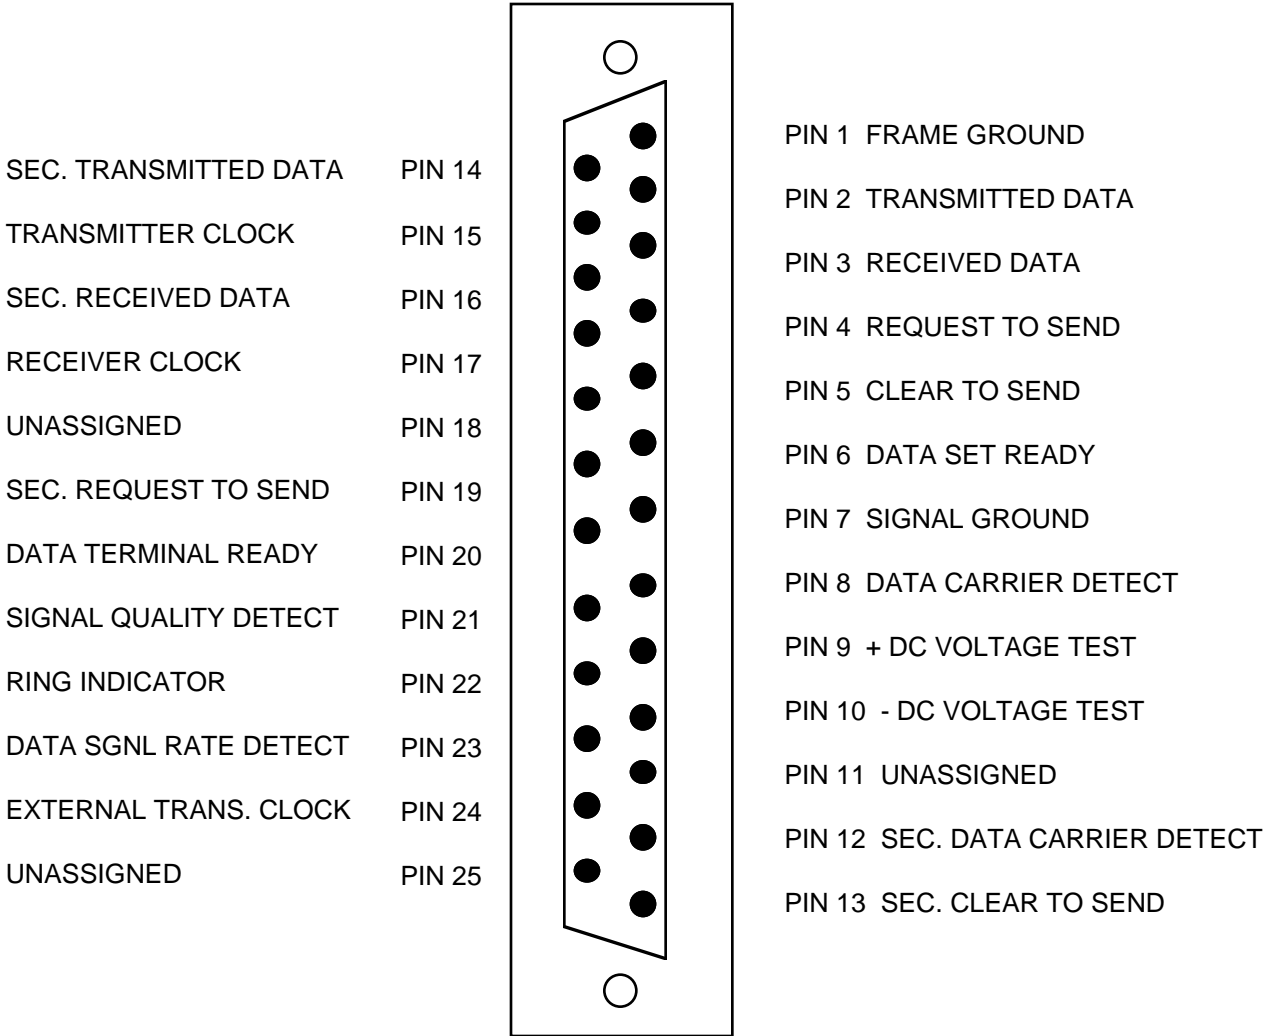 PIN 1 FRAME GROUND
SEC. TRANSMITTED DATA PIN 14
PIN 2 TRANSMITTED DATA
TRANSMITTER CLOCK PIN 15
PIN 3 RECEIVED DATA
SEC. RECEIVED DATA PIN 16
PIN 4 REQUEST TO SEND
RECEIVER CLOCK PIN 17
PIN 5 CLEAR TO SEND
UNASSIGNED PIN 18
PIN 6 DATA SET READY
SEC. REQUEST TO SEND PIN 19
PIN 7 SIGNAL GROUND
DATA TERMINAL READY PIN 20
PIN 8 DATA CARRIER DETECT
SIGNAL QUALITY DETECT PIN 21
PIN 9 + DC VOLTAGE TEST
RING INDICATOR PIN 22
PIN 10 - DC VOLTAGE TEST
DATA SGNL RATE DETECT PIN 23
PIN 11 UNASSIGNED
EXTERNAL TRANS. CLOCK PIN 24
PIN 12 SEC. DATA CARRIER DETECT
UNASSIGNED PIN 25
PIN 13 SEC. CLEAR TO SEND